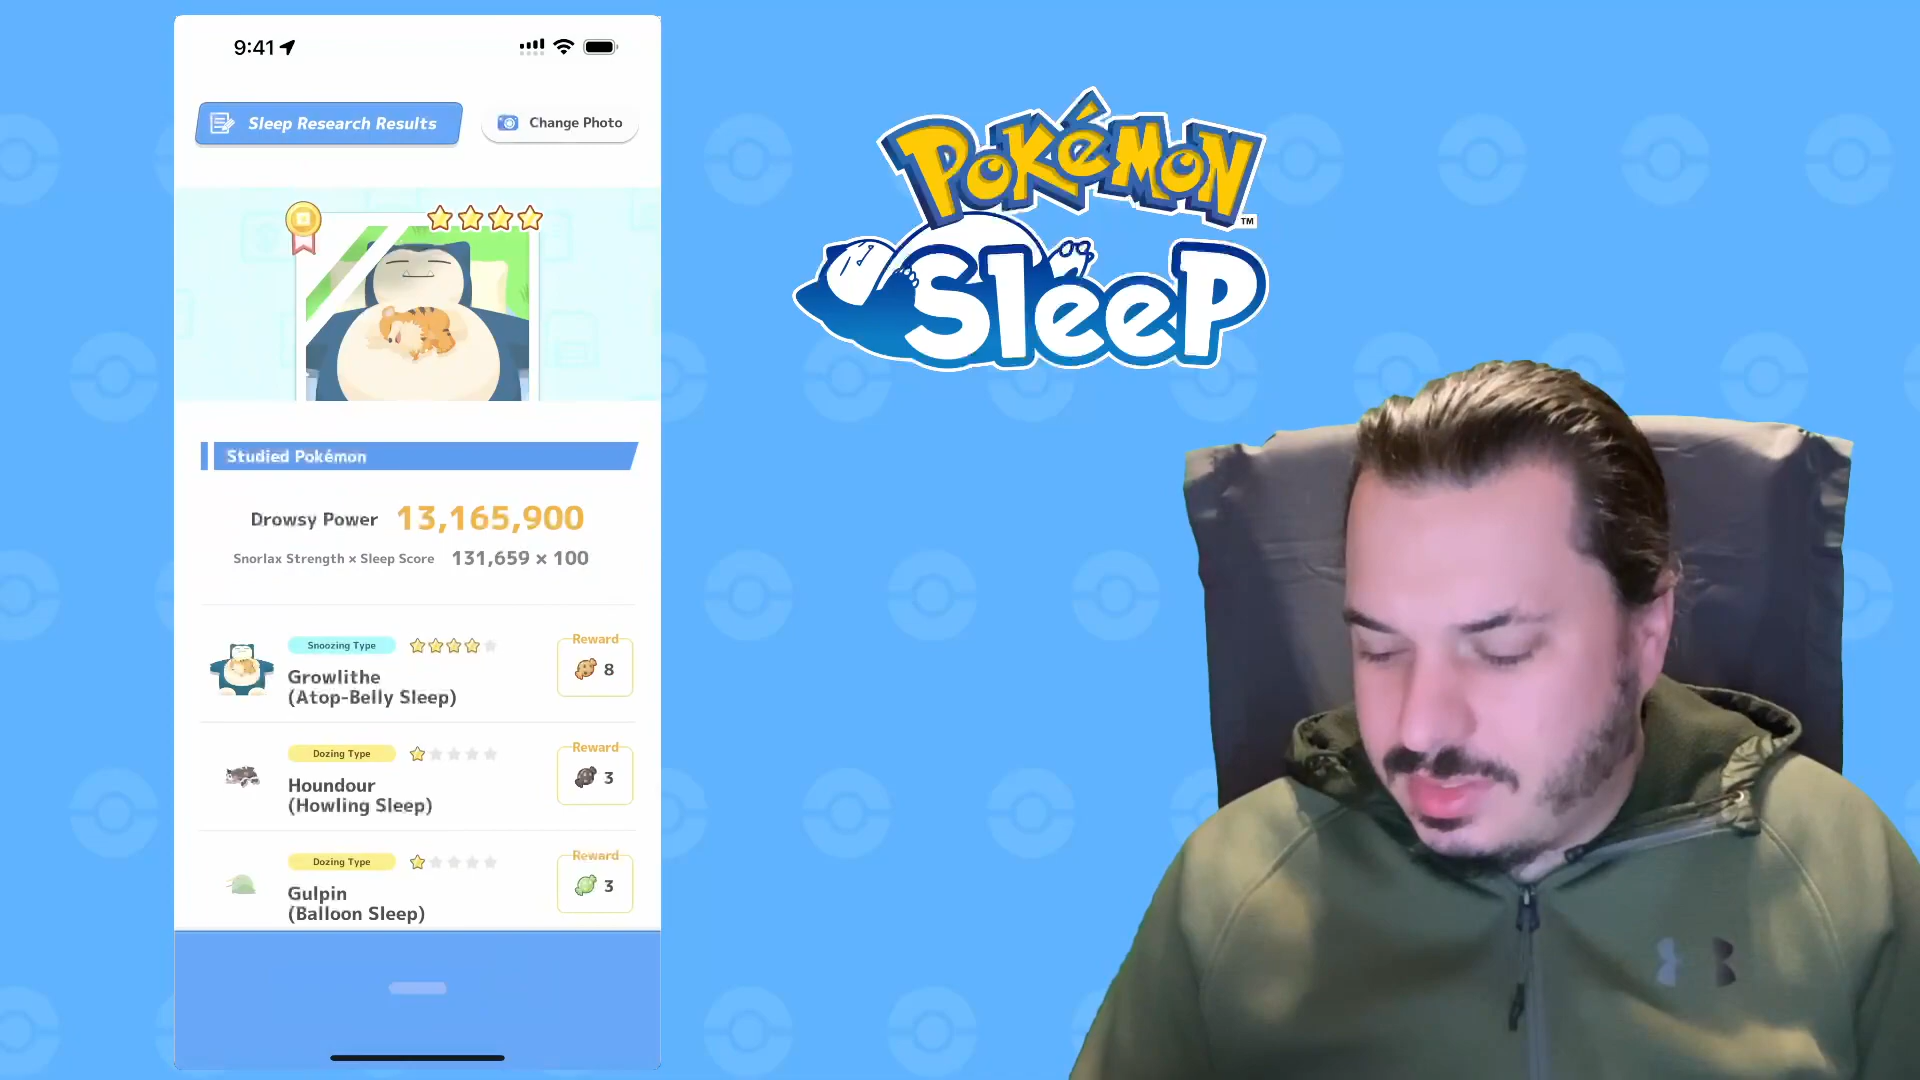 9:41
Sleep Research Results
Change Photo
Studied Pokémon
Drowsy Power 13,165,900
Snorlax Strength × Sleep Score 131,659 × 100
Snoozing Type
Reward
Growlithe
(Atop-Belly Sleep)
8
Dozing Type
Reward
Houndour
(Howling Sleep)
3
Dozing Type
Reward
Gulpin
(Balloon Sleep)
3
POKéMON
TM
Sleep